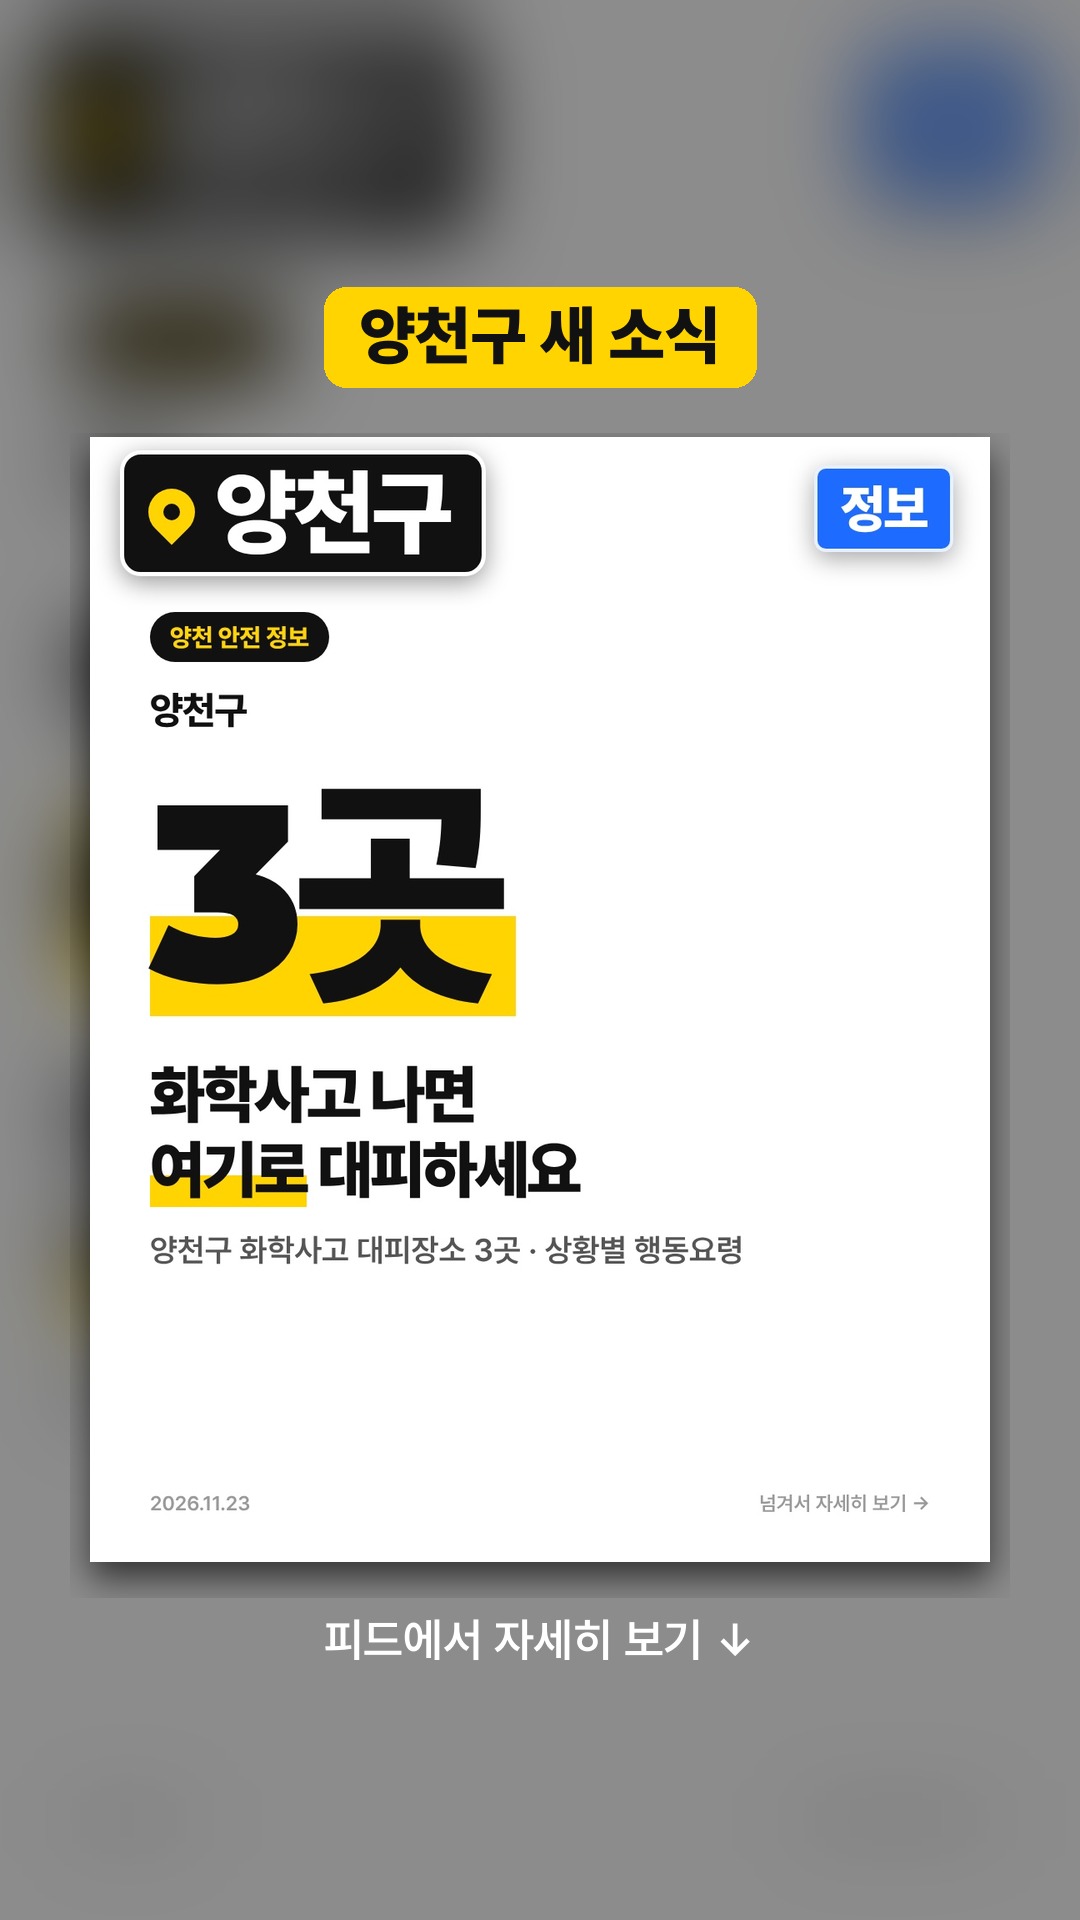 양천구 새 소식
양천구
정보
양천 안전 정보
양천구
3곳
화학사고 나면
여기로 대피하세요
양천구 화학사고 대피장소 3곳 · 상황별 행동요령
2026.11.23
넘겨서 자세히 보기 →
피드에서 자세히 보기 ↓